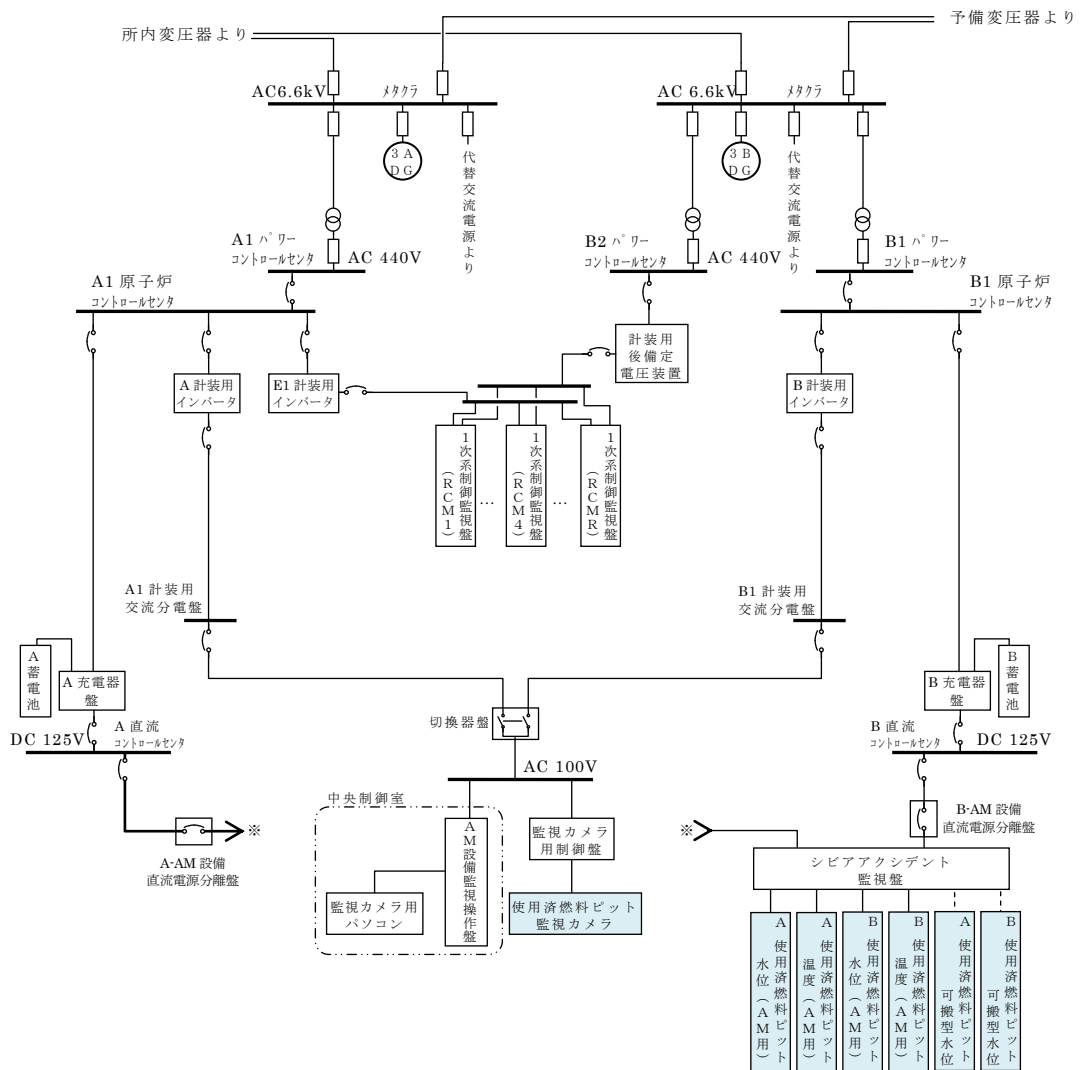 予備変圧器より
所内変圧器より
AC6.6kV
メタクラ
AC 6.6kV
メタクラ
3 A
D G
代替交流電源より
3 B
D G
代替交流電源より
A1 パワー
コントロールセンタ
AC 440V
B2 パワー
コントロールセンタ
AC 440V
B1 パワー
コントロールセンタ
A1 原子炉
コントロールセンタ
B1 原子炉
コントロールセンタ
計装用
後備定
電圧装置
A 計装用
インバータ
E1 計装用
インバータ
B 計装用
インバータ
1次系制御監視盤
(RCM1)
…
1次系制御監視盤
(RCM4)
…
1次系制御監視盤
(RCMR)
A1 計装用
交流分電盤
B1 計装用
交流分電盤
A
蓄電池
A 充電器
盤
B 充電器
盤
B
蓄電池
切換器盤
A 直流
コントロールセンタ
DC 125V
B 直流
コントロールセンタ
DC 125V
AC 100V
中央制御室
※
A-AM 設備
直流電源分離盤
AM設備監視操作盤
監視カメラ
用制御盤
監視カメラ用
パソコン
使用済燃料ピット
監視カメラ
※
B-AM 設備
直流電源分離盤
シビアアクシデント
監視盤
A 使用済燃料ピット
水位(AM用)
A 使用済燃料ピット
温度(AM用)
B 使用済燃料ピット
水位(AM用)
B 使用済燃料ピット
温度(AM用)
A 使用済燃料ピット
可搬型水位
B 使用済燃料ピット
可搬型水位